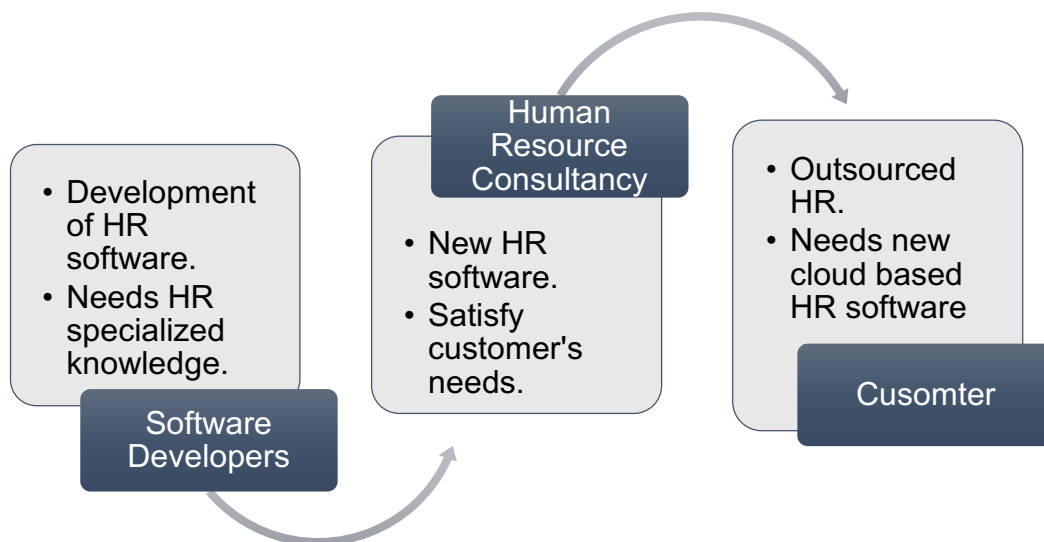 • Development
of HR
software.
• Needs HR
specialized
knowledge.
Software
Developers
Human
Resource
Consultancy
• New HR
software.
• Satisfy
customer's
needs.
• Outsourced
HR.
• Needs new
cloud based
HR software
Cusomter